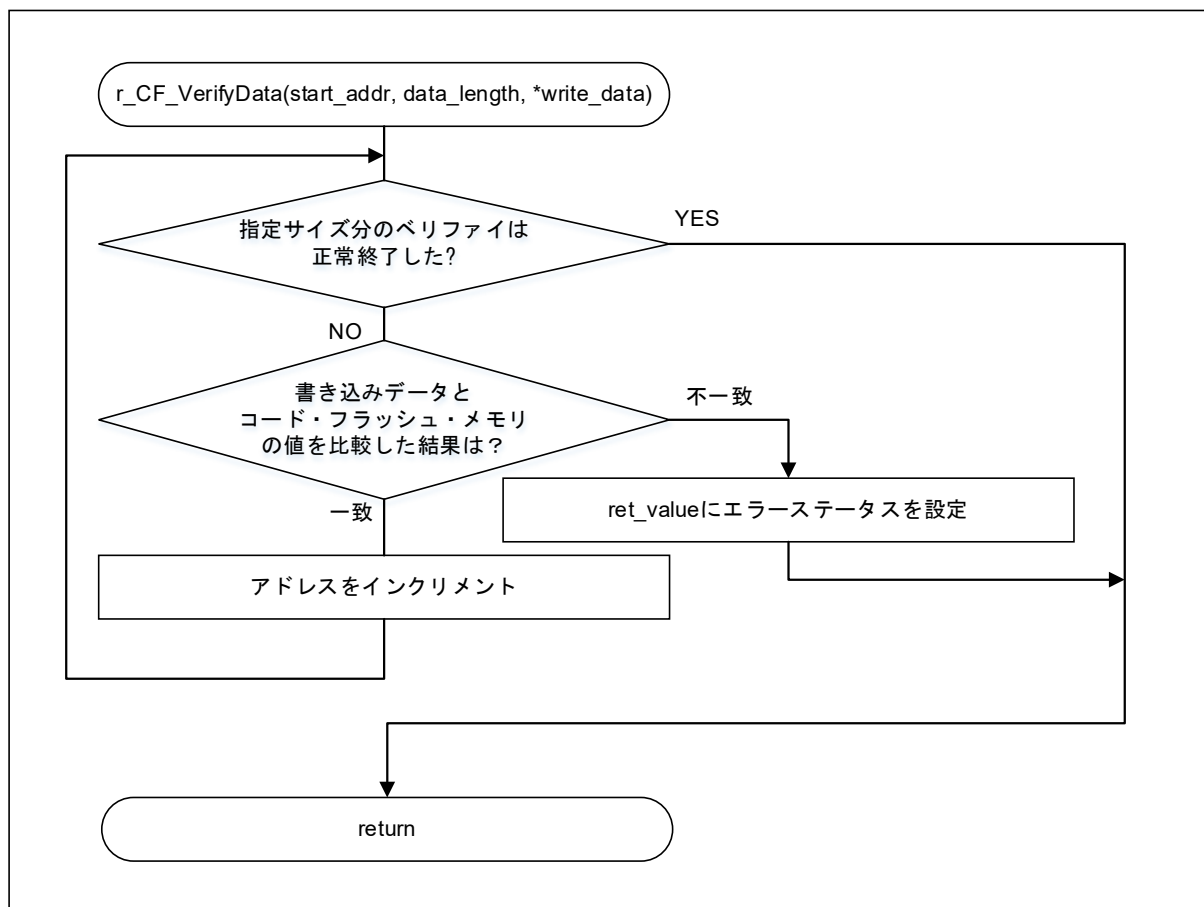 r_CF_VerifyData(start_addr, data_length, *write_data)
指定サイズ分のベリファイは
正常終了した?
YES
NO
書き込みデータと
コード・フラッシュ・メモリ
の値を比較した結果は？
不一致
一致
ret_valueにエラーステータスを設定
アドレスをインクリメント
return